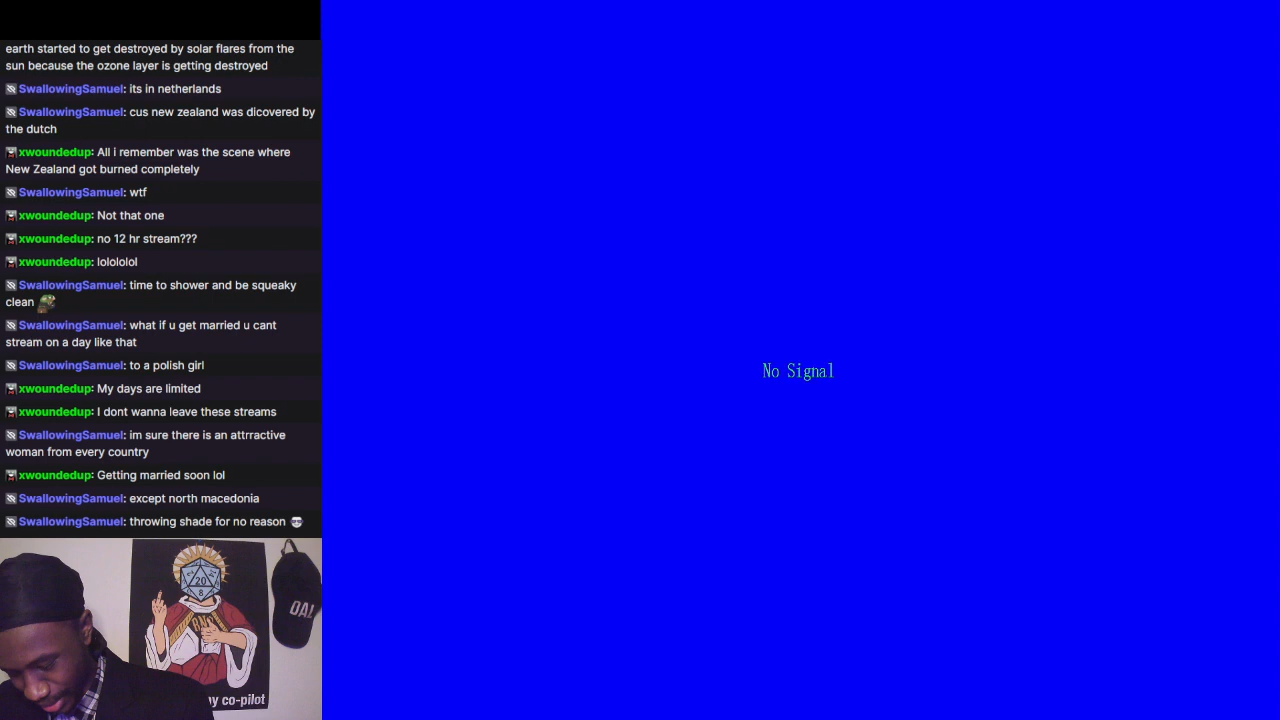 earth started to get destroyed by solar flares from the
sun because the ozone layer is getting destroyed
SwallowingSamuel: its in netherlands
SwallowingSamuel: cus new zealand was dicovered by
the dutch
xwoundedup: All i remember was the scene where
New Zealand got burned completely
SwallowingSamuel: wtf
xwoundedup: Not that one
xwoundedup: no 12 hr stream???
xwoundedup: lolololol
SwallowingSamuel: time to shower and be squeaky
clean
SwallowingSamuel: what if u get married u cant
stream on a day like that
SwallowingSamuel: to a polish girl
xwoundedup: My days are limited
xwoundedup: I dont wanna leave these streams
SwallowingSamuel: im sure there is an attrractive
woman from every country
xwoundedup: Getting married soon lol
SwallowingSamuel: except north macedonia
SwallowingSamuel: throwing shade for no reason
No Signal
20
8
OAL
co-pilot